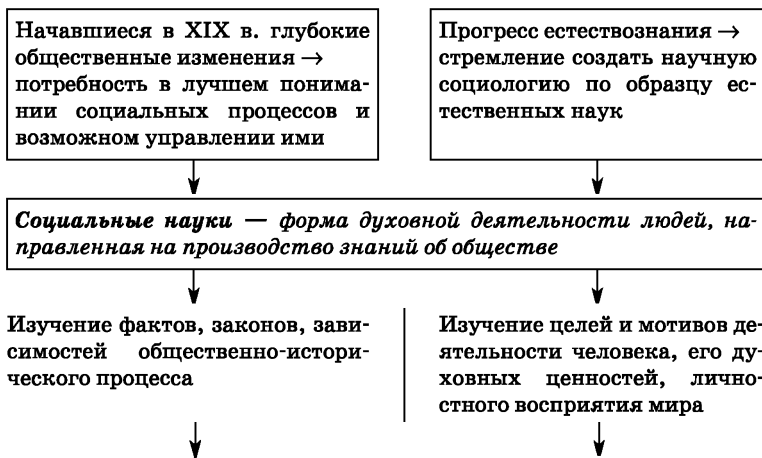 Начавшиеся в XIX в. глубокие
общественные изменения →
потребность в лучшем понима-
нии социальных процессов и
возможном управлении ими
Прогресс естествознания →
стремление создать научную
социологию по образцу ес-
тественных наук
Социальные науки — форма духовной деятельности людей, на-
правленная на производство знаний об обществе
Изучение фактов, законов, зави-
симостей общественно-истори-
ческого процесса
Изучение целей и мотивов де-
ятельности человека, его ду-
ховных ценностей, лично-
стного восприятия мира